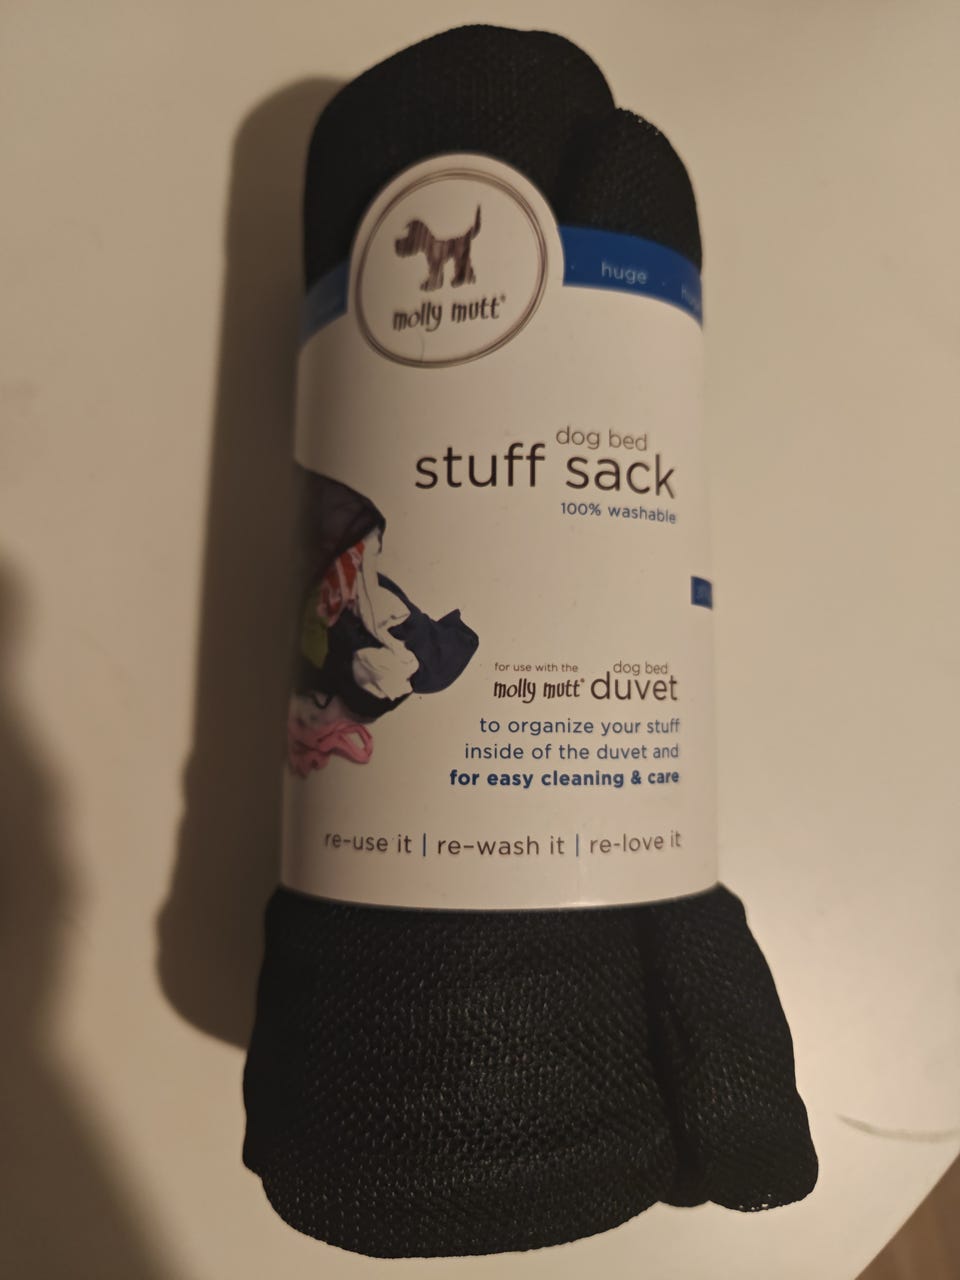 huge
molly mutt®
dog bed
stuff sack
100% washable
for use with the
dog bed
molly mutt® duvet
to organize your stuff
inside of the duvet and
for easy cleaning & care
re-use it | re-wash it | re-love it